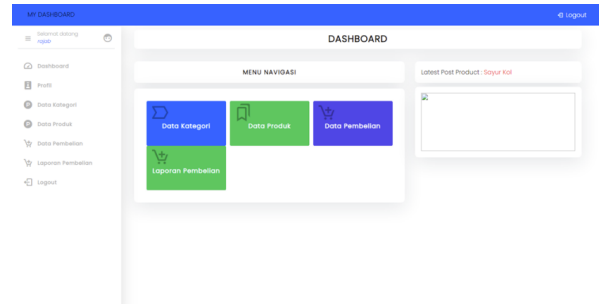 MY DASHBOARD
Logout
Selamat datang
rojali
DASHBOARD
Dashboard
Profil
Data Kategori
Data Produk
Data Pembelian
Laporan Pembelian
Logout
MENU NAVIGASI
Data Kategori
Data Produk
Data Pembelian
Laporan Pembelian
Latest Post Product : Sayur Kol